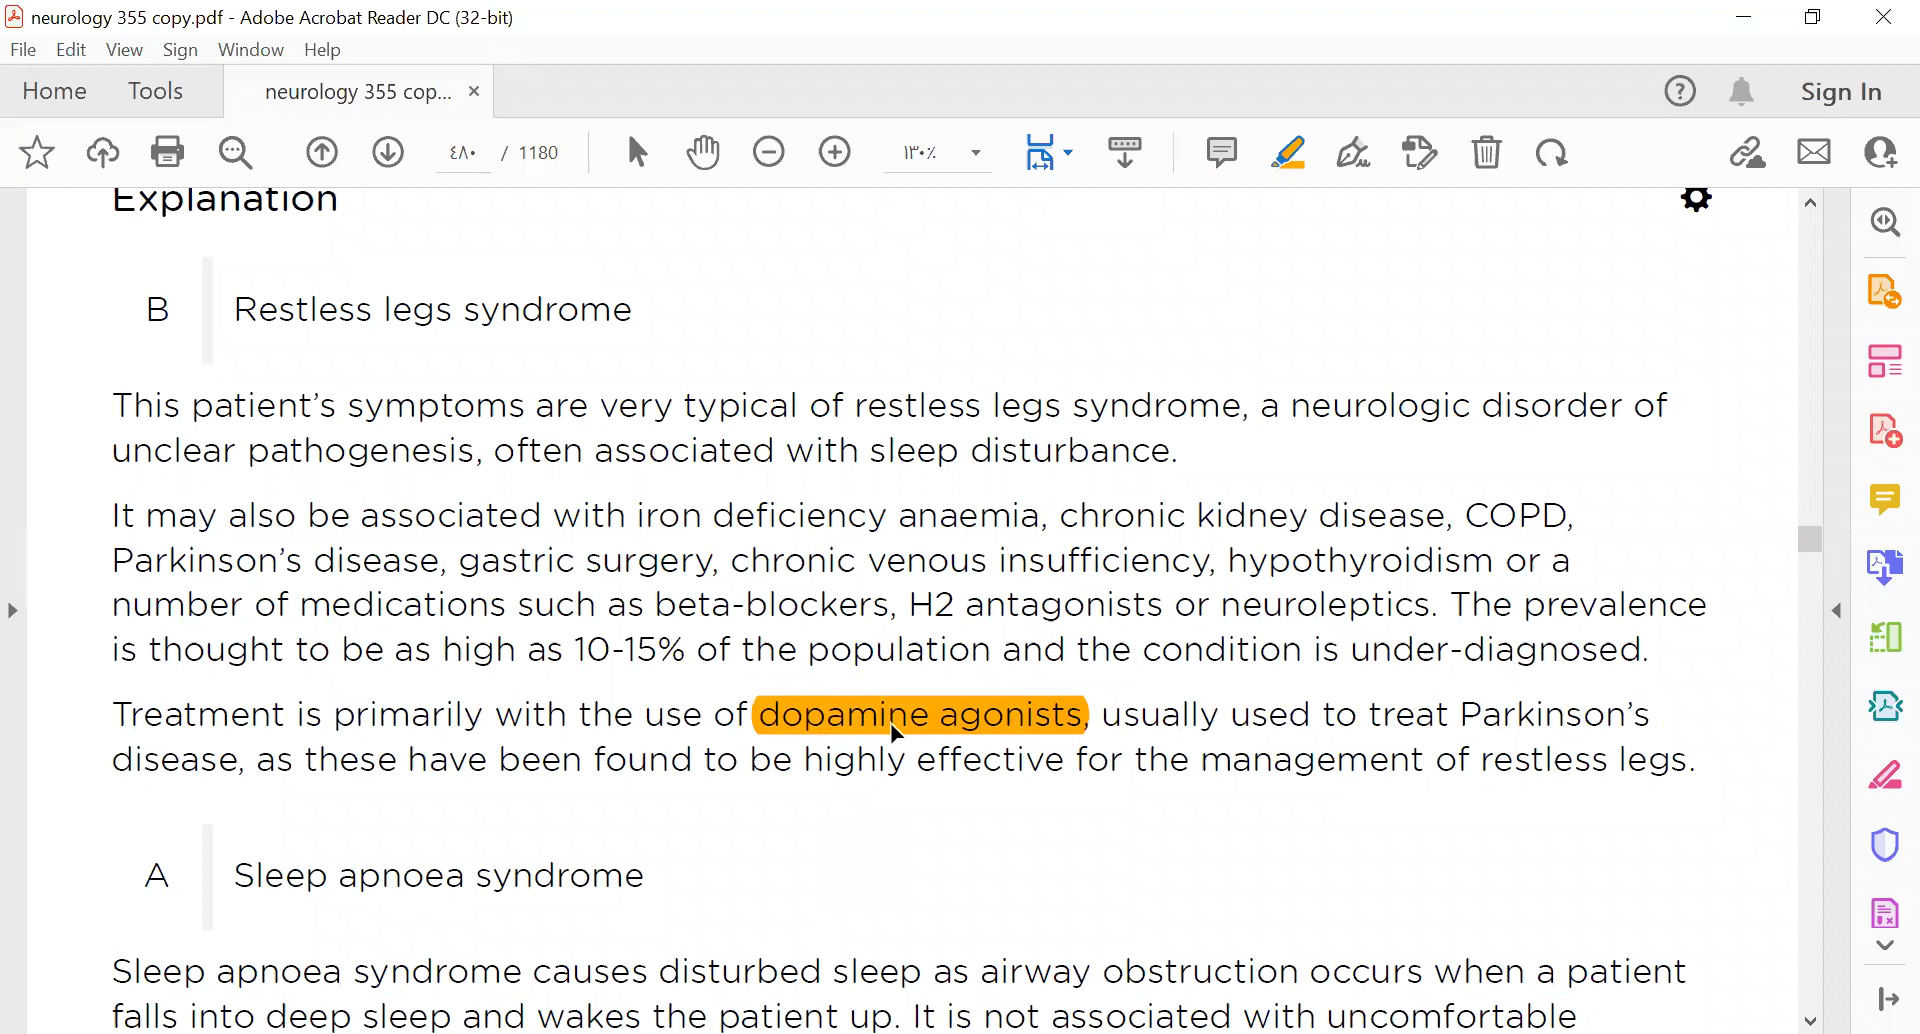 neurology 355 copy.pdf - Adobe Acrobat Reader DC (32-bit)
File Edit View Sign Window Help
Home Tools neurology 355 cop... × Sign In
٤٨٠ / 1180 ١٣٠٪
Explanation
B Restless legs syndrome
This patient’s symptoms are very typical of restless legs syndrome, a neurologic disorder of
unclear pathogenesis, often associated with sleep disturbance.
It may also be associated with iron deficiency anaemia, chronic kidney disease, COPD,
Parkinson’s disease, gastric surgery, chronic venous insufficiency, hypothyroidism or a
number of medications such as beta-blockers, H2 antagonists or neuroleptics. The prevalence
is thought to be as high as 10-15% of the population and the condition is under-diagnosed.
Treatment is primarily with the use of dopamine agonists, usually used to treat Parkinson’s
disease, as these have been found to be highly effective for the management of restless legs.
A Sleep apnoea syndrome
Sleep apnoea syndrome causes disturbed sleep as airway obstruction occurs when a patient
falls into deep sleep and wakes the patient up. It is not associated with uncomfortable